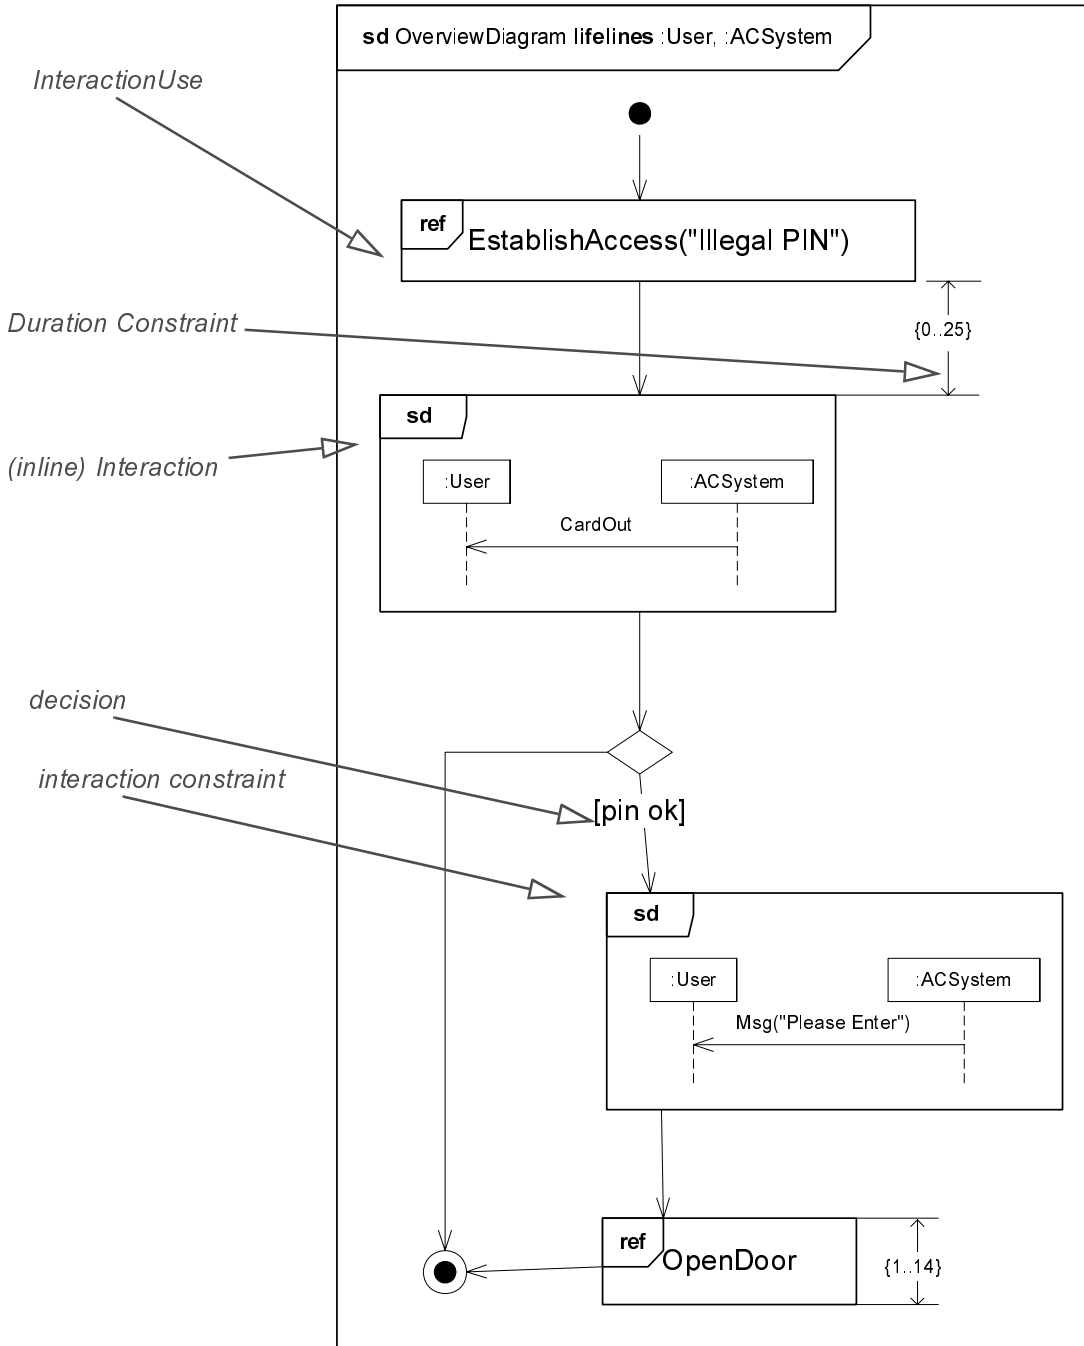 sd OverviewDiagram lifelines :User, :ACSystem
InteractionUse
ref
EstablishAccess("Illegal PIN")
Duration Constraint
{0..25}
sd
(inline) Interaction
:User
:ACSystem
CardOut
decision
interaction constraint
[pin ok]
sd
:User
:ACSystem
Msg("Please Enter")
ref
OpenDoor
{1..14}